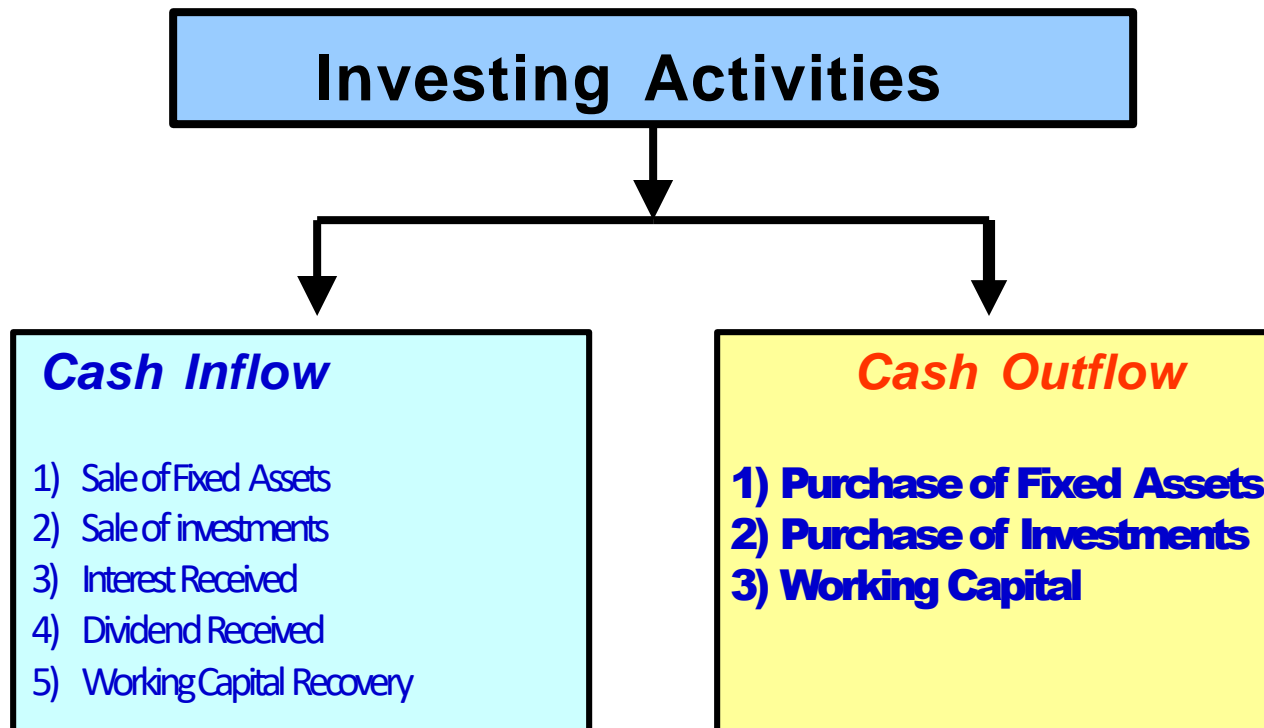 Investing Activities
Cash Inflow
1) Sale of Fixed Assets
2) Sale of investments
3) Interest Received
4) Dividend Received
5) Working Capital Recovery
Cash Outflow
1) Purchase of Fixed Assets
2) Purchase of Investments
3) Working Capital